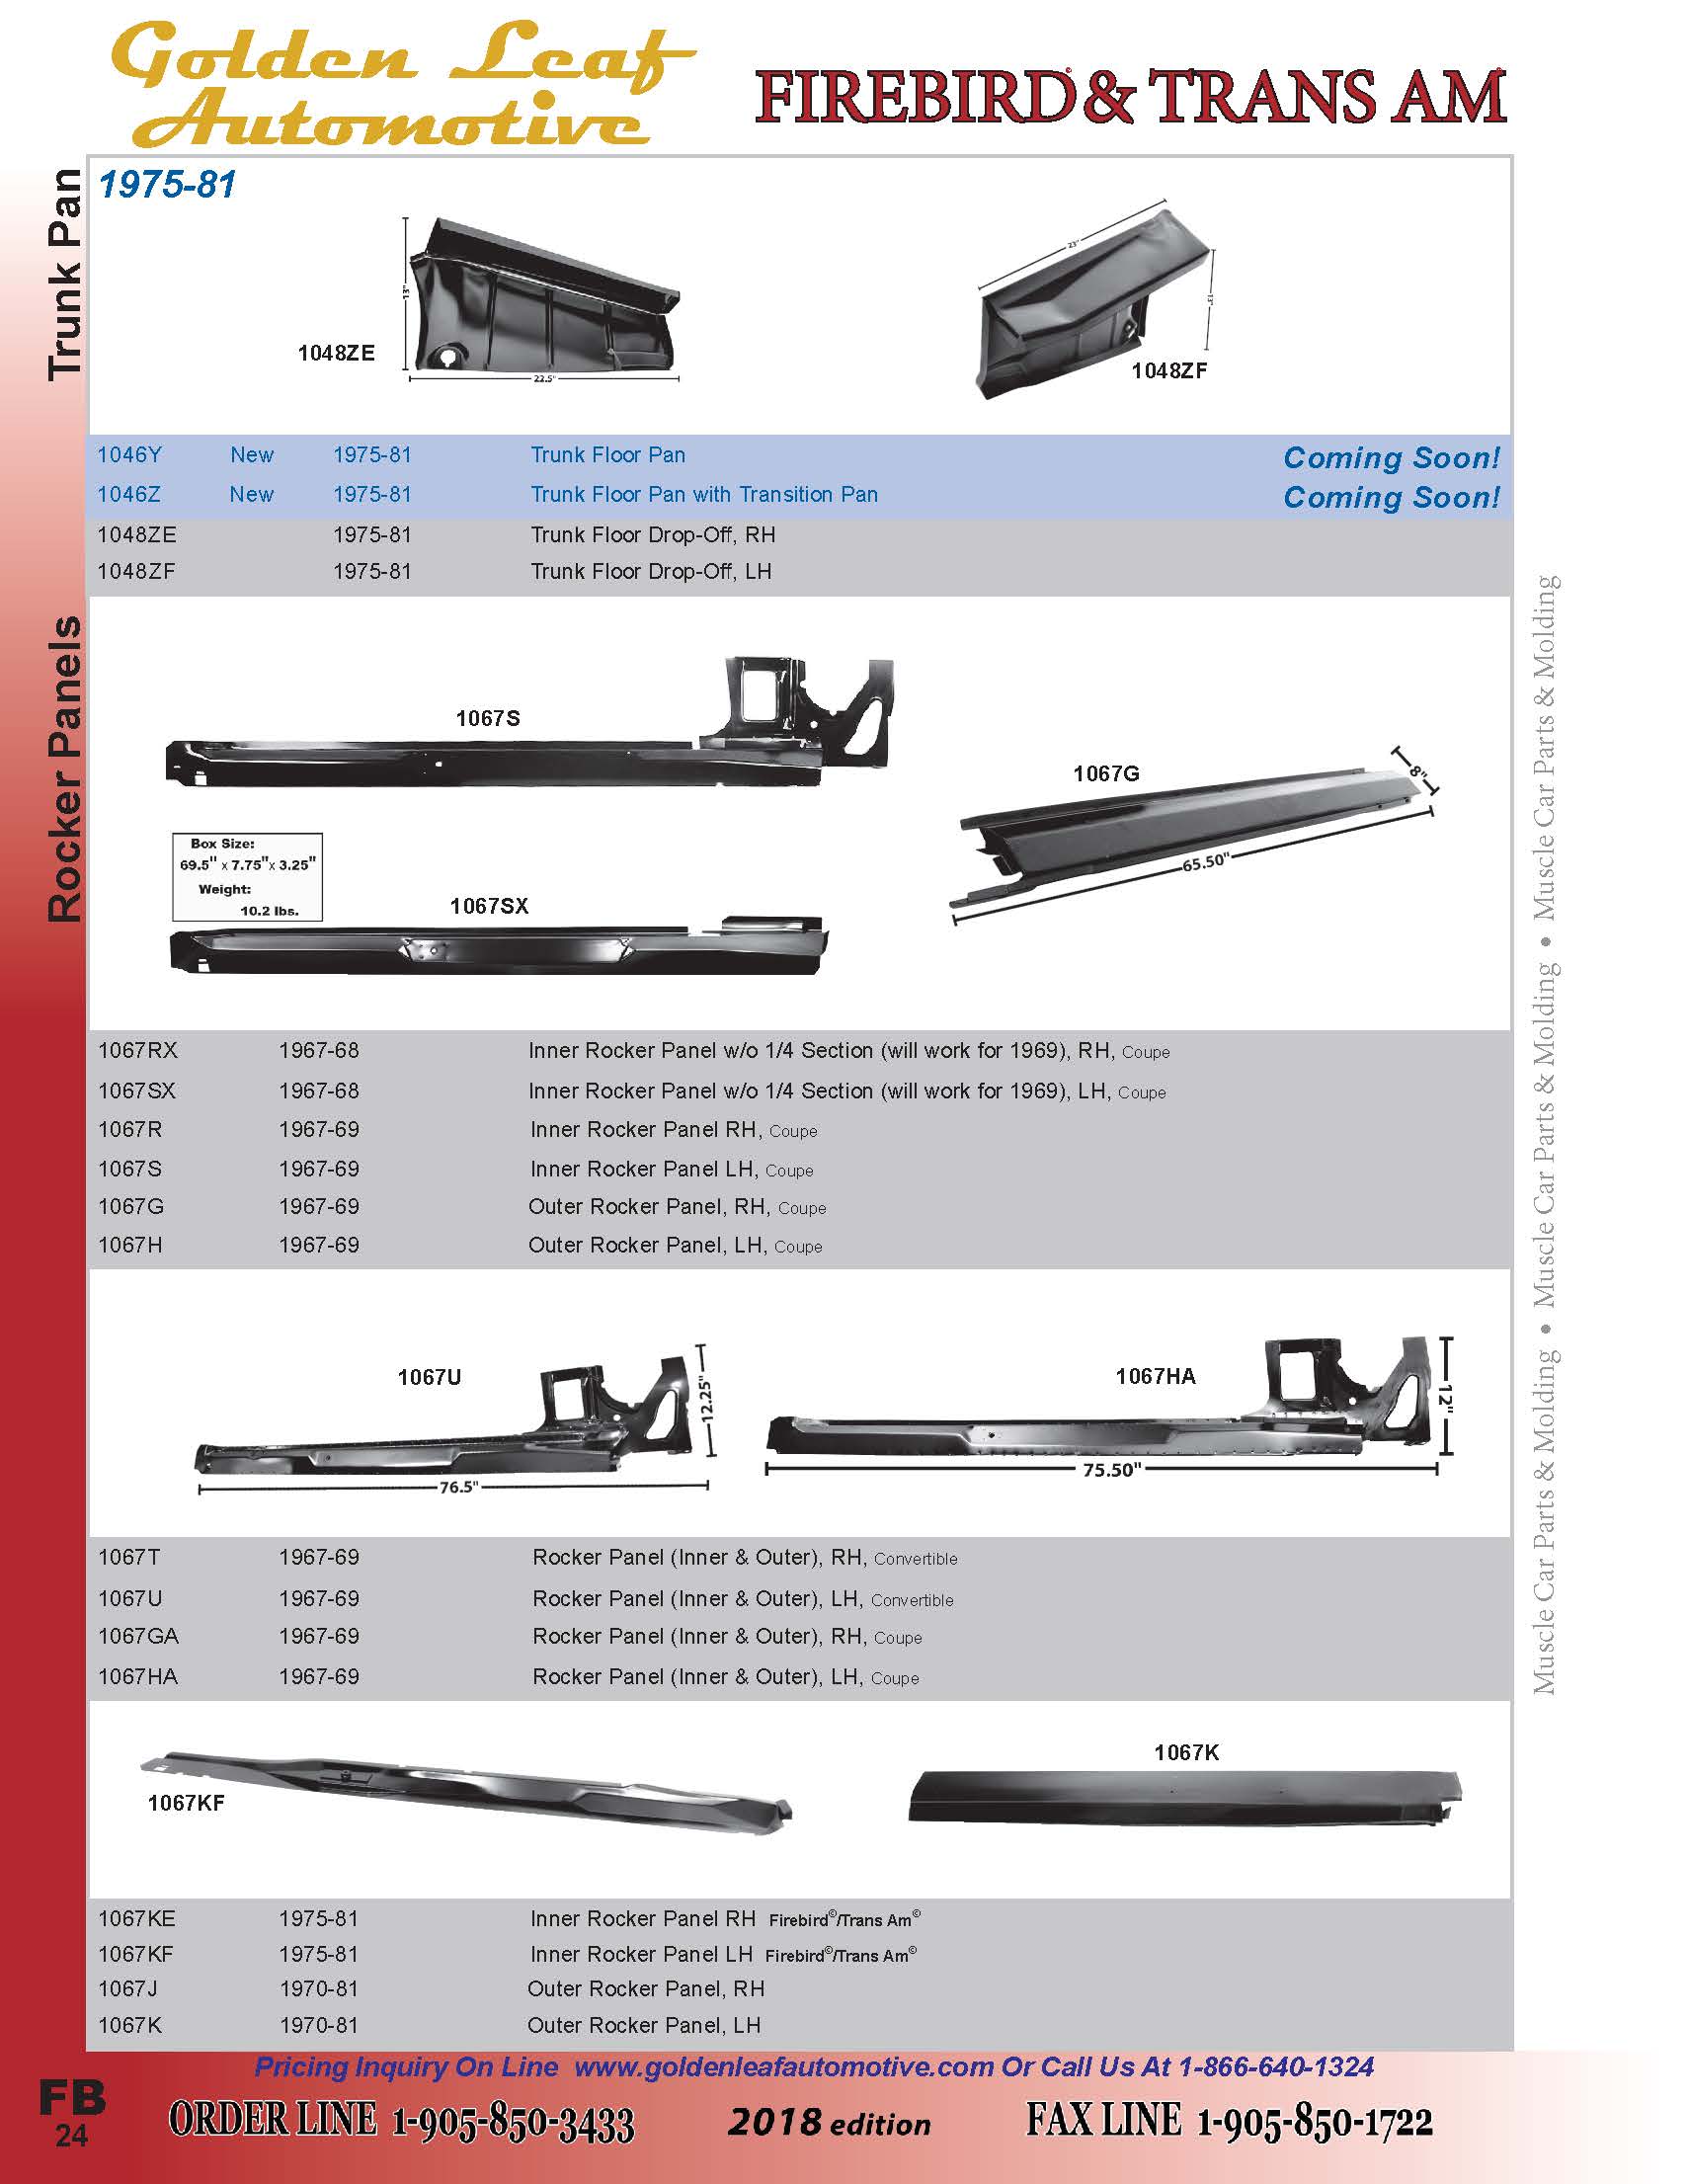 Golden Leaf
Automotive
FIREBIRD® & TRANS AM®
Trunk Pan
1975-81
13"
1048ZE
22.5"
23"
13"
1048ZF
1046Y New 1975-81 Trunk Floor Pan Coming Soon!
1046Z New 1975-81 Trunk Floor Pan with Transition Pan Coming Soon!
1048ZE 1975-81 Trunk Floor Drop-Off, RH
1048ZF 1975-81 Trunk Floor Drop-Off, LH
Rocker Panels
1067S
1067G
8"
65.50"
Box Size:
69.5" x 7.75" x 3.25"
Weight:
10.2 lbs.
1067SX
1067RX 1967-68 Inner Rocker Panel w/o 1/4 Section (will work for 1969), RH, Coupe
1067SX 1967-68 Inner Rocker Panel w/o 1/4 Section (will work for 1969), LH, Coupe
1067R 1967-69 Inner Rocker Panel RH, Coupe
1067S 1967-69 Inner Rocker Panel LH, Coupe
1067G 1967-69 Outer Rocker Panel, RH, Coupe
1067H 1967-69 Outer Rocker Panel, LH, Coupe
1067U
12.25"
76.5"
1067HA
12"
75.50"
1067T 1967-69 Rocker Panel (Inner & Outer), RH, Convertible
1067U 1967-69 Rocker Panel (Inner & Outer), LH, Convertible
1067GA 1967-69 Rocker Panel (Inner & Outer), RH, Coupe
1067HA 1967-69 Rocker Panel (Inner & Outer), LH, Coupe
1067KF
1067K
1067KE 1975-81 Inner Rocker Panel RH Firebird©/Trans Am©
1067KF 1975-81 Inner Rocker Panel LH Firebird©/Trans Am©
1067J 1970-81 Outer Rocker Panel, RH
1067K 1970-81 Outer Rocker Panel, LH
Muscle Car Parts & Molding • Muscle Car Parts & Molding • Muscle Car Parts & Molding
Pricing Inquiry On Line www.goldenleafautomotive.com Or Call Us At 1-866-640-1324
FB
24
ORDER LINE 1-905-850-3433 2018 edition FAX LINE 1-905-850-1722